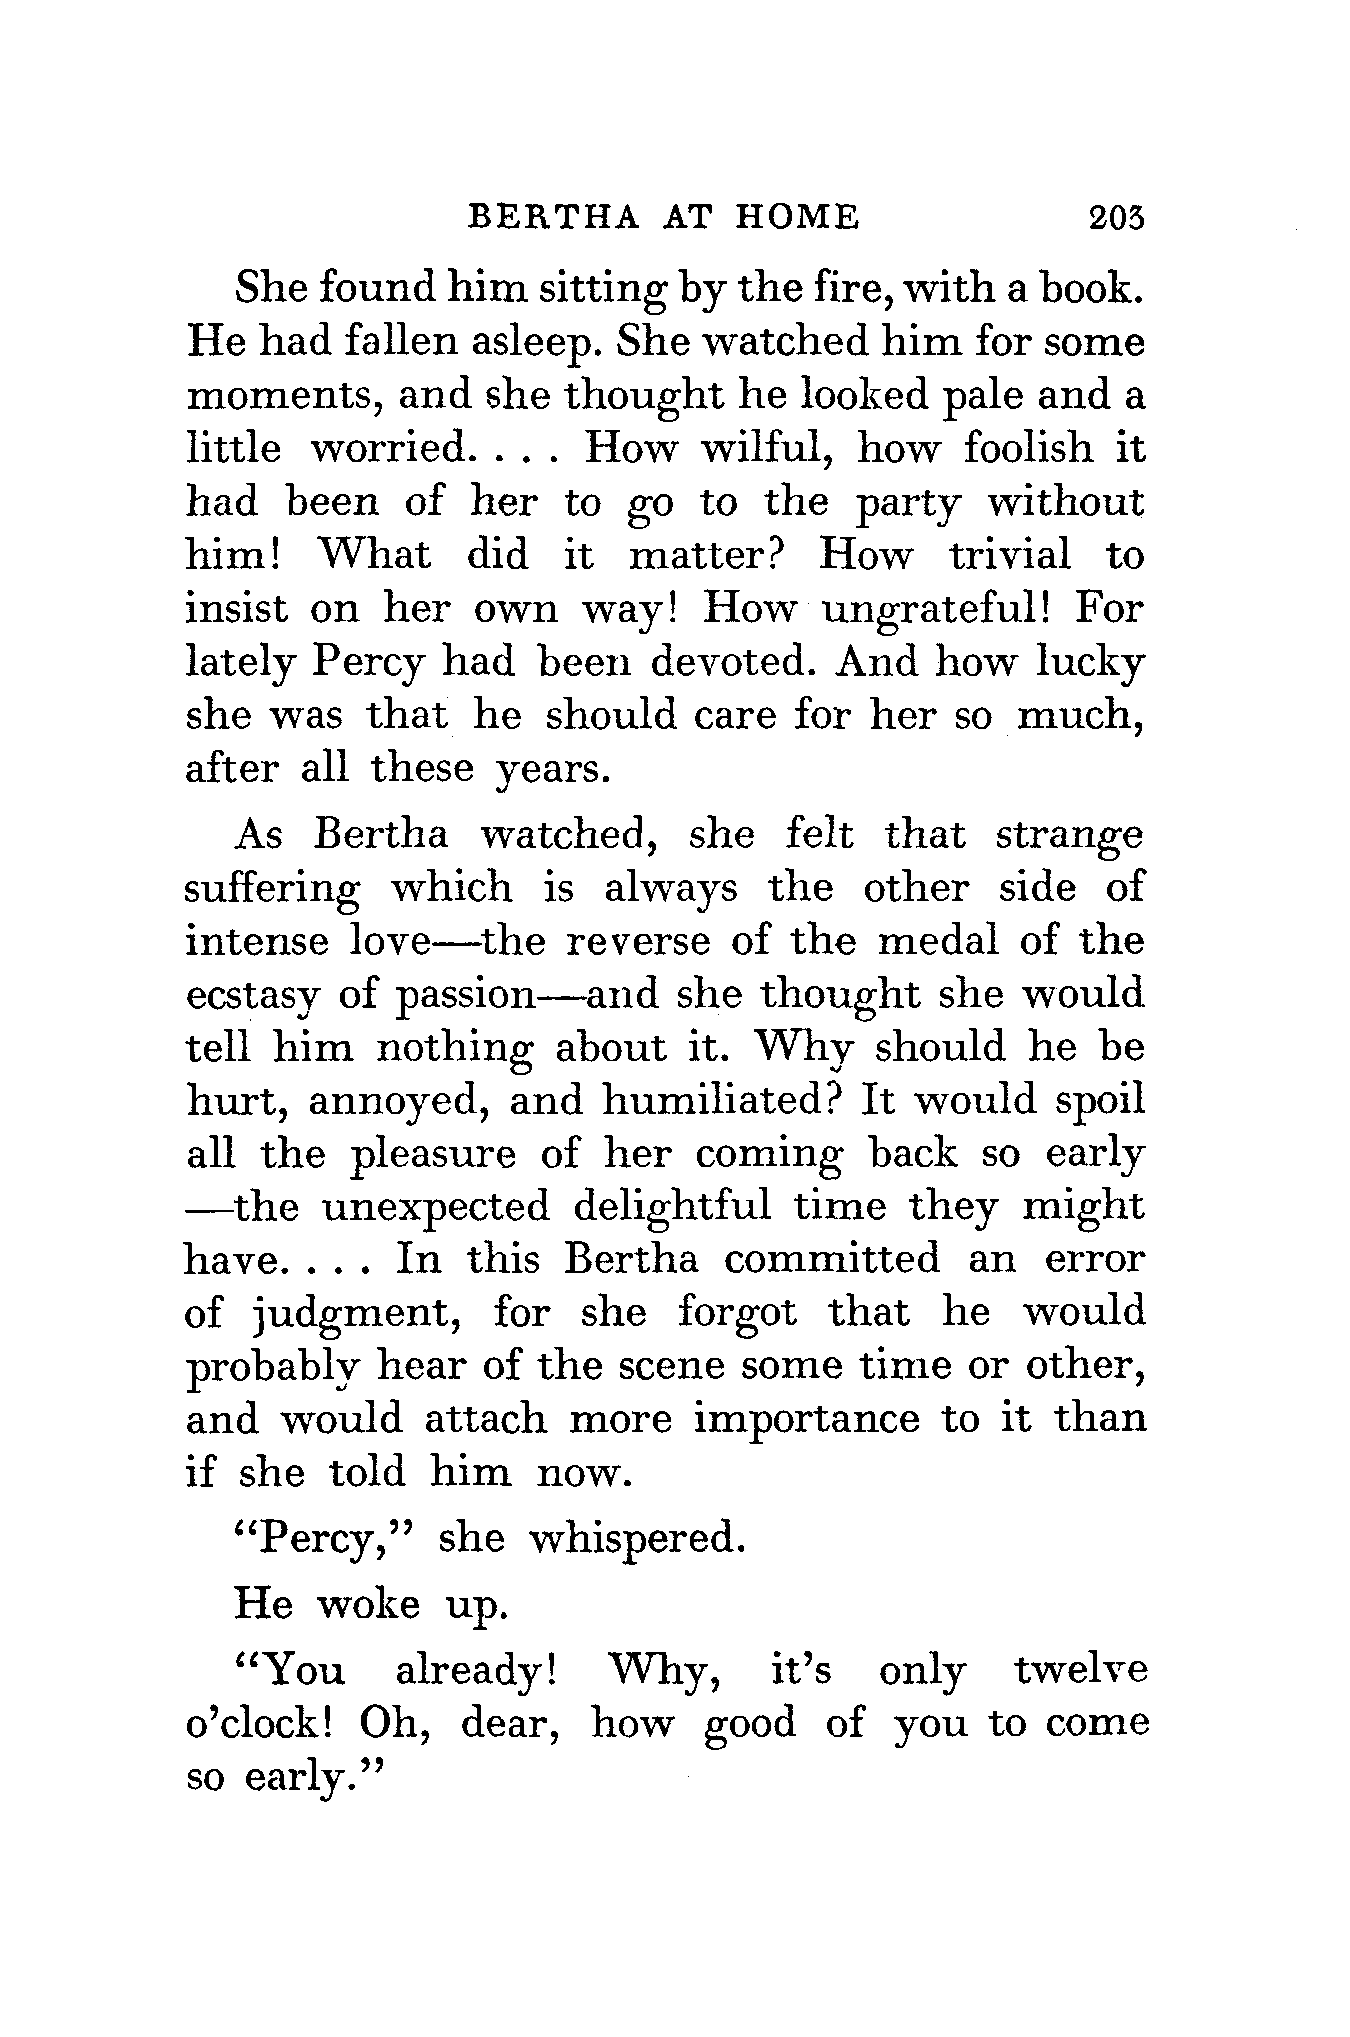 BERTHA AT HOME 203
She found him sitting by the fire, with a book.
He had fallen asleep. She watched him for some
moments, and she thought he looked pale and a
little worried. . . . How wilful, how foolish it
had been of her to go to the party without
him! What did it matter? How trivial to
insist on her own way! How ungrateful! For
lately Percy had been devoted. And how lucky
she was that he should care for her so much,
after all these years.
As Bertha watched, she felt that strange
suffering which is always the other side of
intense love—the reverse of the medal of the
ecstasy of passion—and she thought she would
tell him nothing about it. Why should he be
hurt, annoyed, and humiliated? It would spoil
all the pleasure of her coming back so early
—the unexpected delightful time they might
have. . . . In this Bertha committed an error
of judgment, for she forgot that he would
probably hear of the scene some time or other,
and would attach more importance to it than
if she told him now.
“Percy,” she whispered.
He woke up.
“You already! Why, it's only twelve
o’clock! Oh, dear, how good of you to come
so early.”